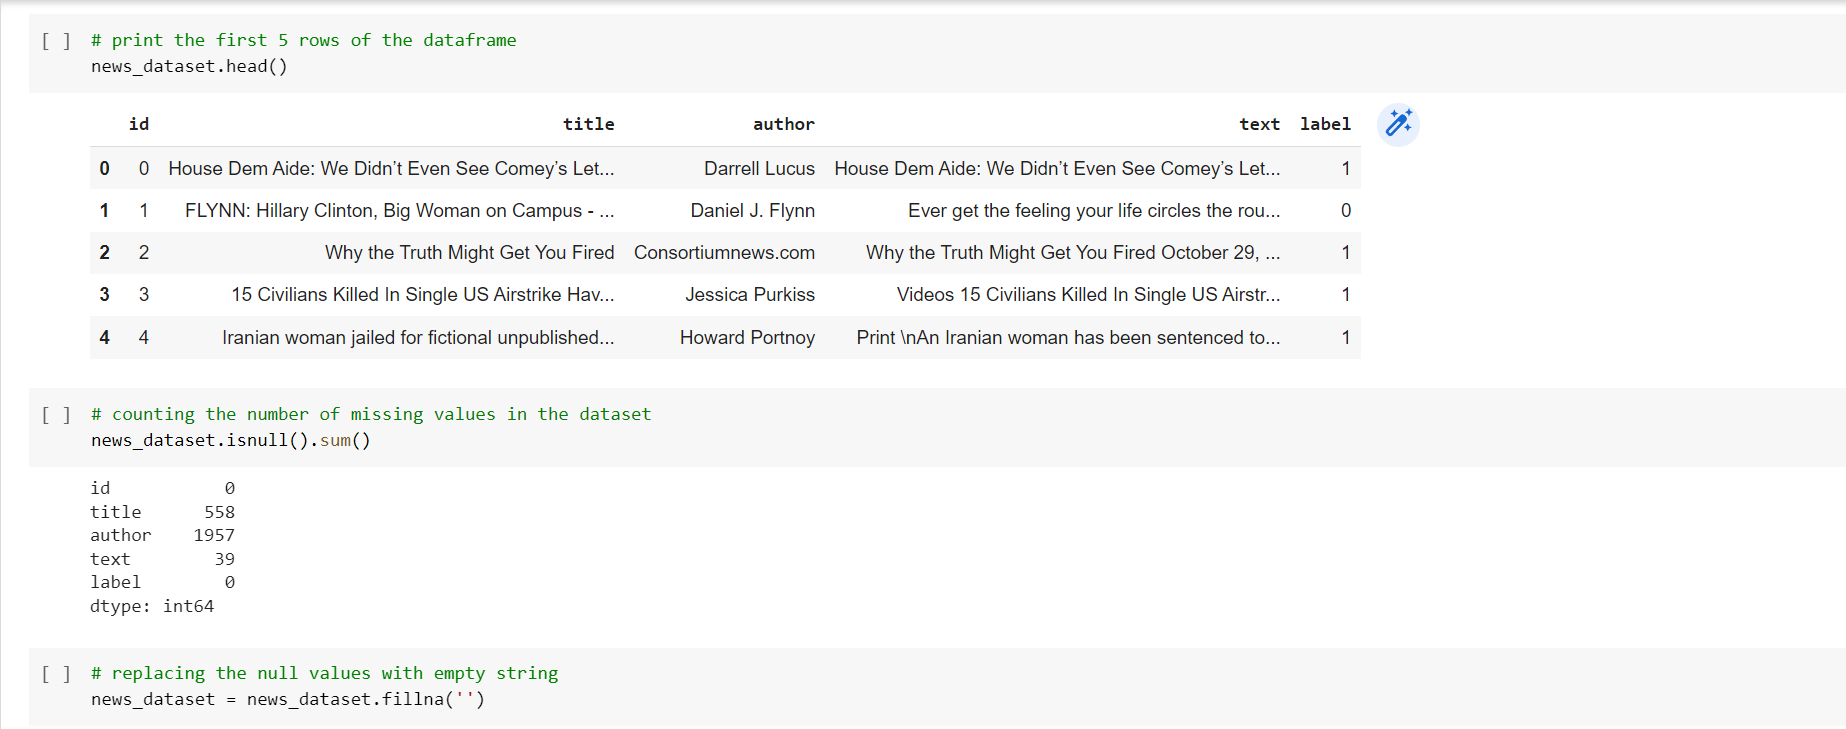 [ ] # print the first 5 rows of the dataframe
news_dataset.head()
id title author text label
0 0 House Dem Aide: We Didn’t Even See Comey’s Let... Darrell Lucus House Dem Aide: We Didn’t Even See Comey’s Let... 1
1 1 FLYNN: Hillary Clinton, Big Woman on Campus - ... Daniel J. Flynn Ever get the feeling your life circles the rou... 0
2 2 Why the Truth Might Get You Fired Consortiumnews.com Why the Truth Might Get You Fired October 29, ... 1
3 3 15 Civilians Killed In Single US Airstrike Hav... Jessica Purkiss Videos 15 Civilians Killed In Single US Airstr... 1
4 4 Iranian woman jailed for fictional unpublished... Howard Portnoy Print \nAn Iranian woman has been sentenced to... 1
[ ] # counting the number of missing values in the dataset
news_dataset.isnull().sum()
id 0
title 558
author 1957
text 39
label 0
dtype: int64
[ ] # replacing the null values with empty string
news_dataset = news_dataset.fillna('')